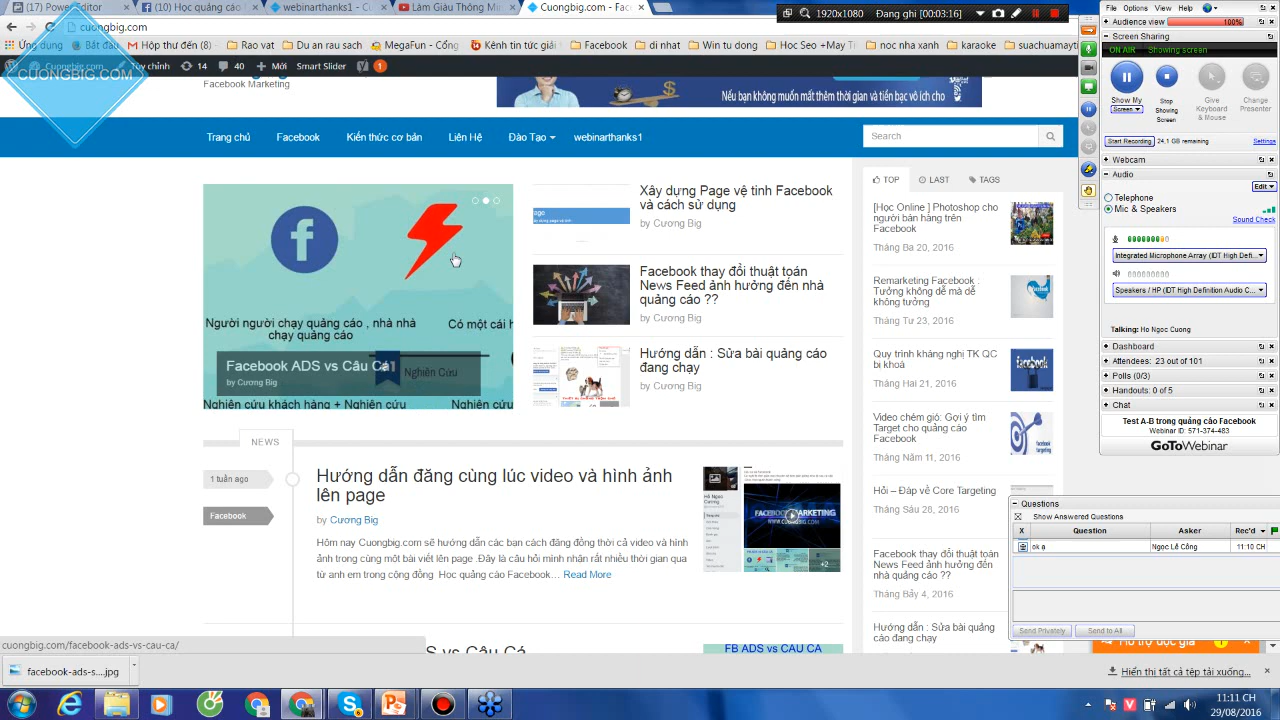 (17) Power Editor
(10) Học quảng cáo
webinarthanks1 - C
Làm Giàu Thông Min
Cuongbig.com - Fac
1920x1080
Đang ghi (00:03:16)
cuongbig.com
Ứng dụng
Bắt đầu
Hộp thư đến (8)
Rao vặt
Kênh tức tốc
Facebook
Win tu dong
Hoc Seo +May Ti
noc nha xanh
karaoke
suachuamayti
Cuongbig.com
Tùy chỉnh
14
40
Mới
Smart Slider
1
CUONGBIG.COM
Facebook Marketing
Nếu bạn không muốn mất thêm thời gian và tiền bạc vô ích cho
Trang chủ
Facebook
Kiến thức cơ bản
Liên Hệ
Đào Tạo
webinarthanks1
Search
Người người chạy quảng cáo , nhà nhà
chạy quảng cáo
Có một cái h
Facebook ADS vs Câu Cá1
by Cương Big
Nghiên Cứu
Nghiên cứu khách hàng + Nghiên cứu
Nghiên cứu
Xây dựng Page vệ tinh Facebook
và cách sử dụng
by Cương Big
Facebook thay đổi thuật toán
News Feed ảnh hưởng đến nhà
quảng cáo ??
by Cương Big
Hướng dẫn : Sửa bài quảng cáo
đang chạy
by Cương Big
TOP
LAST
TAGS
[Học Online ] Photoshop cho
người bán hàng trên
Facebook
Tháng Ba 20, 2016
Remarketing Facebook :
Tưởng không dễ mà dễ
không tưởng
Tháng Tư 23, 2016
Quy trình kháng nghị TK QC
bị khoá
Tháng Hai 21, 2016
Video chém gió: Gợi ý tìm
Target cho quảng cáo
Facebook
Tháng Năm 11, 2016
Hỏi – Đáp về Core Targeting
Tháng Sáu 28, 2016
Facebook thay đổi thuật toán
News Feed ảnh hưởng đến nhà
quảng cáo ??
Tháng Bảy 4, 2016
Hướng dẫn : Sửa bài quảng
cáo đang chạy
NEWS
1 tuần ago
Facebook
Hướng dẫn đăng cùng lúc video và hình ảnh
lên page
by Cương Big
Hôm nay Cuongbig.com sẽ hướng dẫn các bạn cách đăng đồng thời cả video và hình
ảnh trong cùng một bài viết lên page Đây là câu hỏi mình nhận rất nhiều thời gian qua
từ anh em trong cộng đồng Học quảng cáo Facebook… Read More
FACEBOOK MARKETING
WWW.CUONGBIG.COM
+2
FB ADS vs CÂU CÁ
cuongbig.com/facebook-ads-vs-cau-ca/
facebook-ads-s....jpg
Hiển thị tất cả tệp tải xuống...
File Options View Help
Audience view
100%
Screen Sharing
ON AIR
Showing screen
Show My
Screen
Stop
Showing
Screen
Give
Keyboard
& Mouse
Change
Presenter
Start Recording
24,1 GB remaining
Settings
Webcam
Audio
Edit
Telephone
Mic & Speakers
Sound Check
Integrated Microphone Array (IDT High Defi...
Speakers / HP (IDT High Definition Audio C...
Talking: Ho Ngoc Cuong
Dashboard
Attendees: 23 out of 101
Polls (0/3)
Handouts: 0 of 5
Chat
Test A-B trong quảng cáo Facebook
Webinar ID: 571-374-483
GoToWebinar
Questions
Show Answered Questions
X
Question
Asker
Rec'd
ok a
Ngọc Lê Công
11:10 CH
Send Privately
Send to All
Hỗ trợ độc giả
11:11 CH
29/08/2016